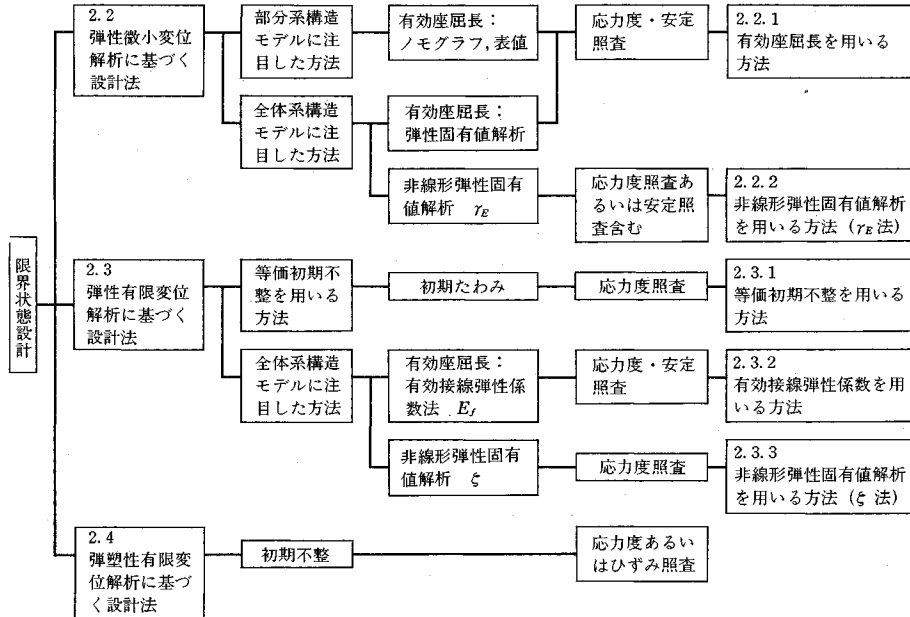 限界状態設計
2.2
弾性微小変位
解析に基づく
設計法
部分系構造
モデルに注
目した方法
有効座屈長：
ノモグラフ，表値
応力度・安定
照査
2.2.1
有効座屈長を用いる
方法
全体系構造
モデルに注
目した方法
有効座屈長：
弾性固有値解析
非線形弾性固有
値解析 γE
応力度照査あ
るいは安定照
査含む
2.2.2
非線形弾性固有値解析
を用いる方法（γE 法）
2.3
弾性有限変位
解析に基づく
設計法
等価初期不
整を用いる
方法
初期たわみ
応力度照査
2.3.1
等価初期不整を用いる
方法
全体系構造
モデルに注
目した方法
有効座屈長：
有効接線弾性係
数法 Ef
応力度・安定
照査
2.3.2
有効接線弾性係数を用
いる方法
非線形弾性固有
値解析 ζ
応力度照査
2.3.3
非線形弾性固有値解析
を用いる方法（ζ 法）
2.4
弾塑性有限変
位解析に基づ
く設計法
初期不整
応力度あるい
はひずみ照査